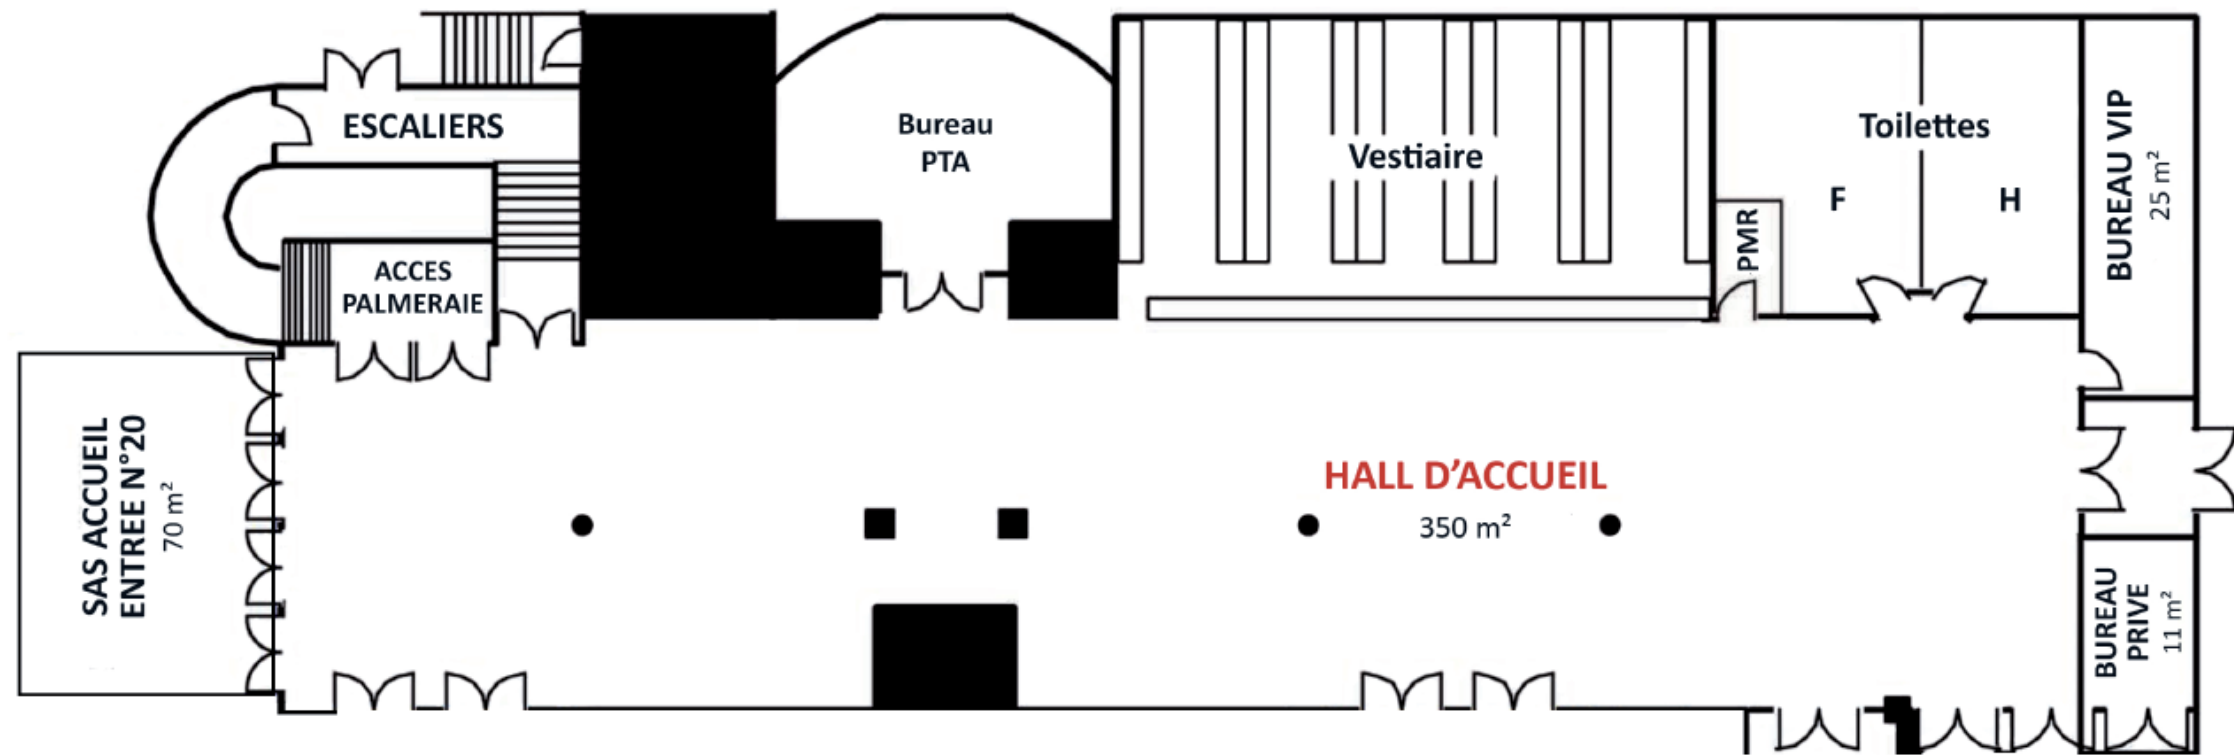 ESCALIERS
Bureau
PTA
Vestiaire
Toilettes
F
H
PMR
BUREAU VIP
25 m²
ACCES
PALMERAIE
SAS ACCUEIL
ENTREE N°20
70 m²
HALL D’ACCUEIL
350 m²
BUREAU
PRIVE
11 m²